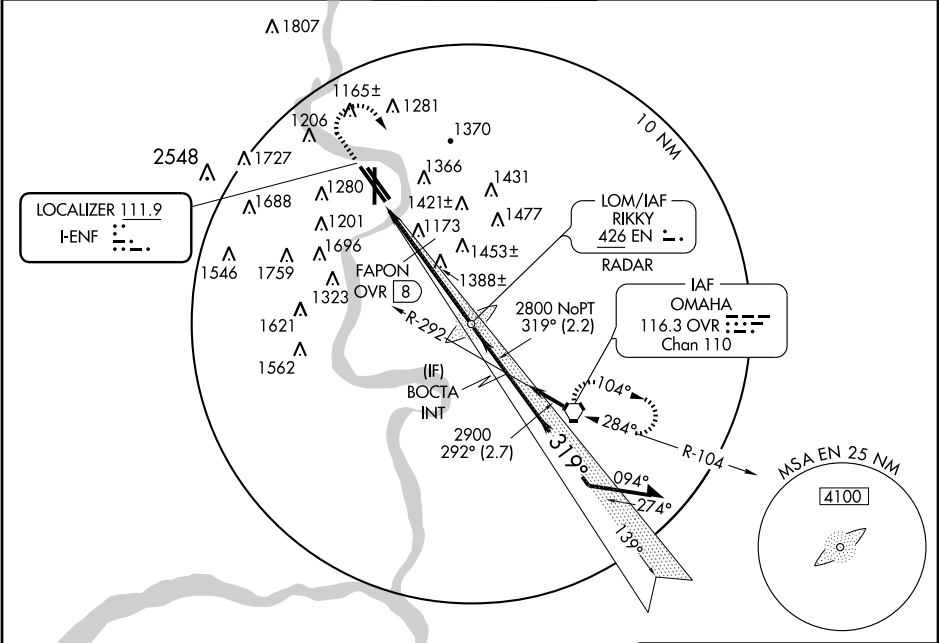 1807
1165±
1281
1206
1370
10 NM
2548
1727
1366
1431
1280
1688
1421±
1477
LOCALIZER 111.9
I-ENF
1201
1173
LOM/IAF
RIKKY
426 EN
RADAR
1546
1759
1696
1453±
1388±
1323
FAPON
OVR 8
IAF
OMAHA
116.3 OVR
Chan 110
1621
R-292
2800 NoPT
319° (2.2)
1562
(IF)
BOCTA
INT
104°
284°
2900
292° (2.7)
319°
R-104
094°
274°
139°
MSA EN 25 NM
4100